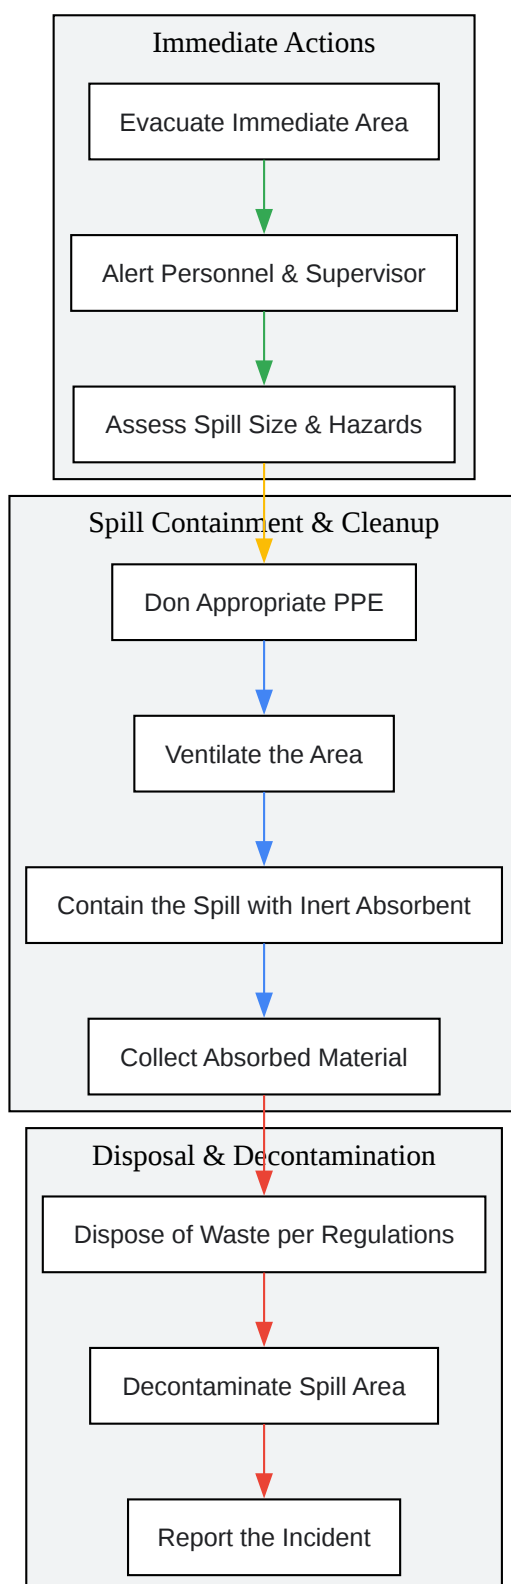 Immediate Actions
Evacuate Immediate Area
Alert Personnel & Supervisor
Assess Spill Size & Hazards
Spill Containment & Cleanup
Don Appropriate PPE
Ventilate the Area
Contain the Spill with Inert Absorbent
Collect Absorbed Material
Disposal & Decontamination
Dispose of Waste per Regulations
Decontaminate Spill Area
Report the Incident